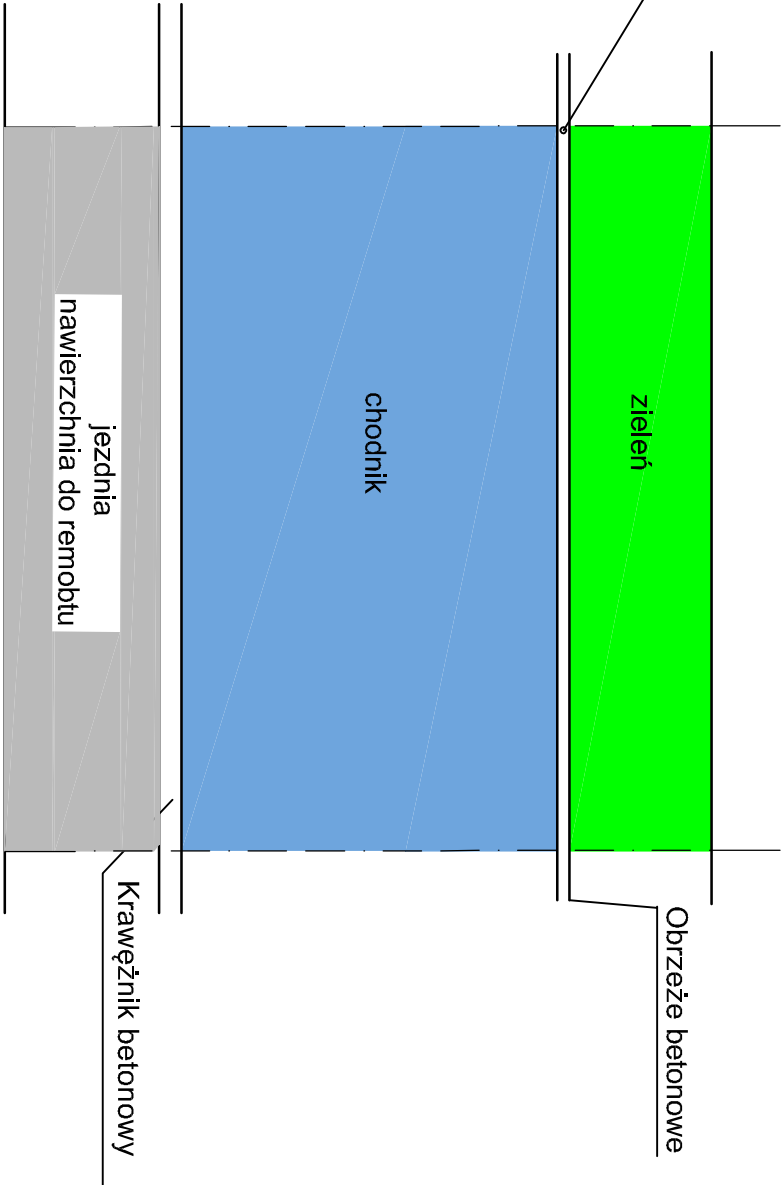 zieleń
chodnik
jezdnia
nawierzchnia do remobtu
Obrzeże betonowe
Krawężnik betonowy